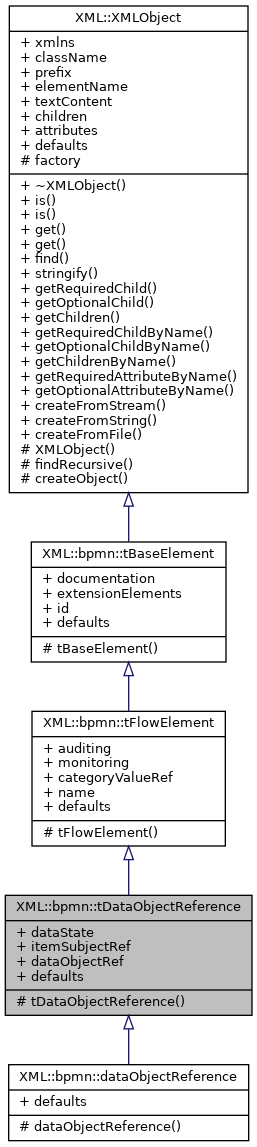 XML::XMLObject
+ xmlns
+ className
+ prefix
+ elementName
+ textContent
+ children
+ attributes
+ defaults
# factory
+ ~XMLObject()
+ is()
+ is()
+ get()
+ get()
+ find()
+ stringify()
+ getRequiredChild()
+ getOptionalChild()
+ getChildren()
+ getRequiredChildByName()
+ getOptionalChildByName()
+ getChildrenByName()
+ getRequiredAttributeByName()
+ getOptionalAttributeByName()
+ createFromStream()
+ createFromString()
+ createFromFile()
# XMLObject()
# findRecursive()
# createObject()
XML::bpmn::tBaseElement
+ documentation
+ extensionElements
+ id
+ defaults
# tBaseElement()
XML::bpmn::tFlowElement
+ auditing
+ monitoring
+ categoryValueRef
+ name
+ defaults
# tFlowElement()
XML::bpmn::tDataObjectReference
+ dataState
+ itemSubjectRef
+ dataObjectRef
+ defaults
# tDataObjectReference()
XML::bpmn::dataObjectReference
+ defaults
# dataObjectReference()